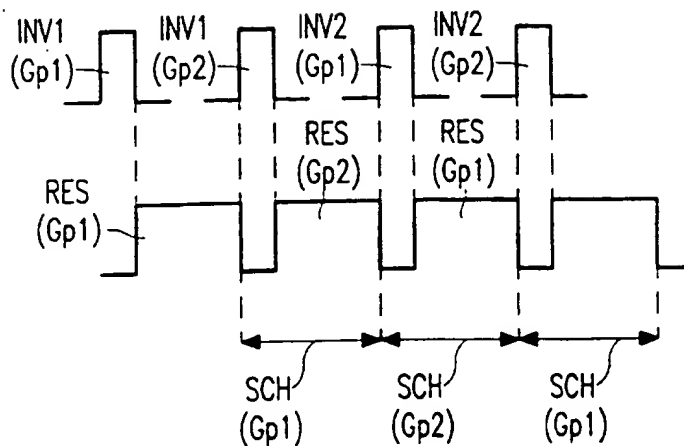 INV1
(Gp1)
INV1
(Gp2)
INV2
(Gp1)
INV2
(Gp2)
RES
(Gp1)
RES
(Gp2)
RES
(Gp1)
SCH
(Gp1)
SCH
(Gp2)
SCH
(Gp1)